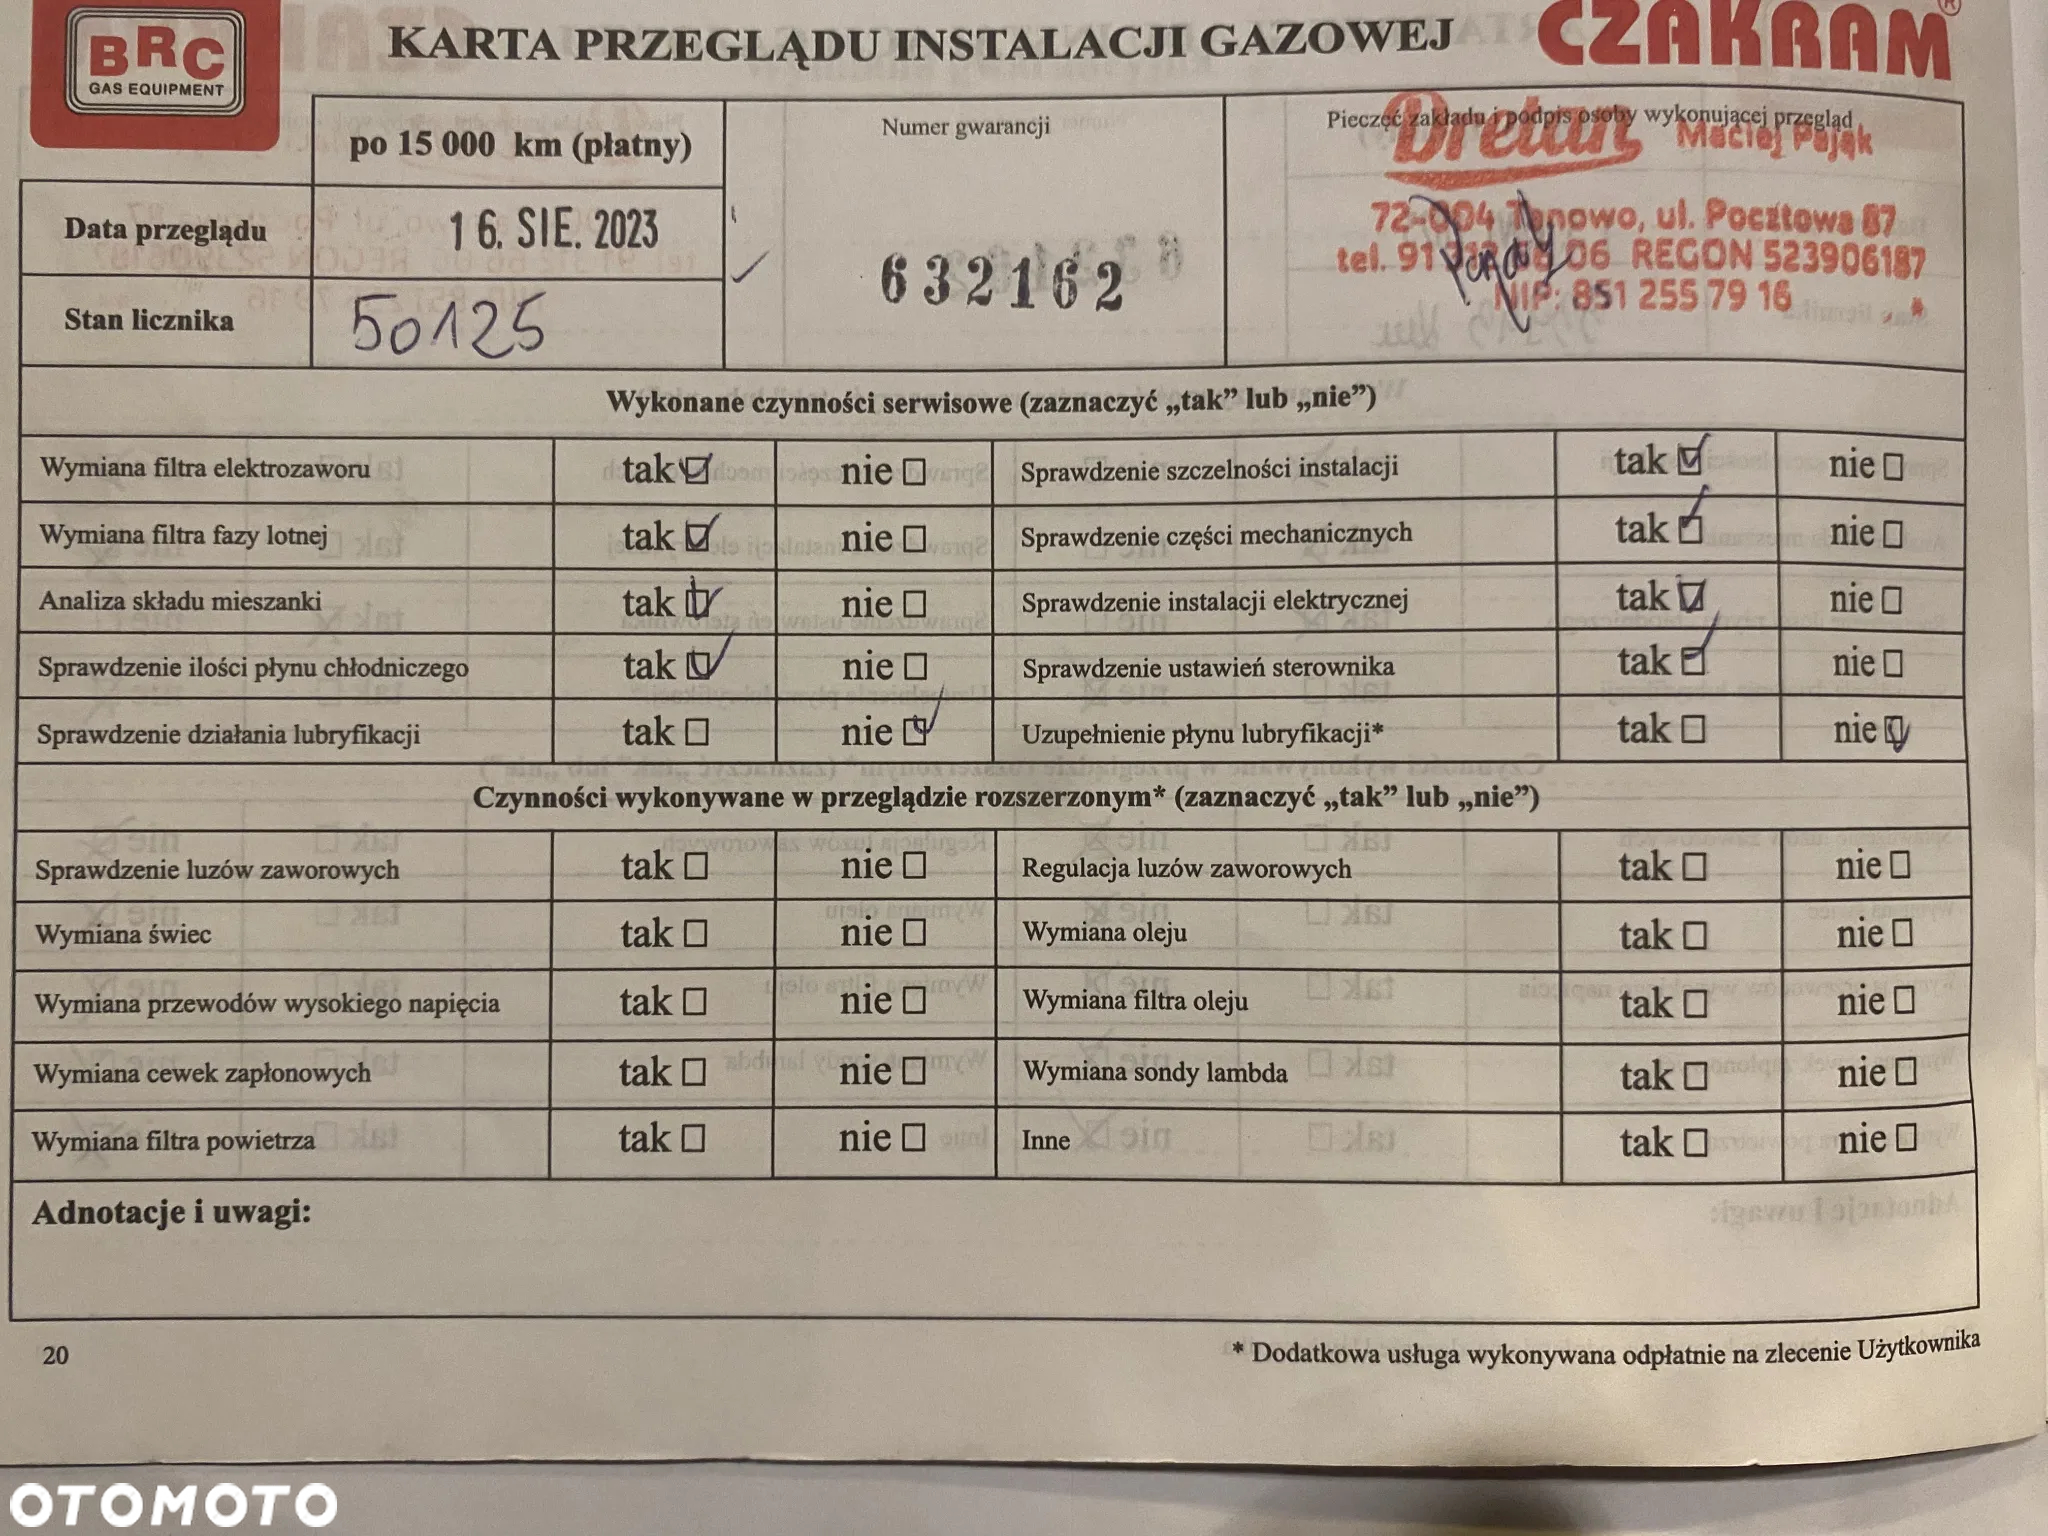 BRC
GAS EQUIPMENT
KARTA PRZEGLĄDU INSTALACJI GAZOWEJ
CZAKRAM®
po 15 000 km (płatny)
Numer gwarancji
Pieczęć zakładu i podpis osoby wykonującej przegląd
Dretan Maciej Pająk
Data przeglądu
16. SIE. 2023
72-004 Tanowo, ul. Pocztowa 87
632162
tel. 91 06 REGON 523906187
NIP: 851 255 79 16
Stan licznika
50125
Wykonane czynności serwisowe (zaznaczyć „tak” lub „nie”)
Wymiana filtra elektrozaworu tak ☑ nie ☐ Sprawdzenie szczelności instalacji tak ☑ nie ☐
Wymiana filtra fazy lotnej tak ☑ nie ☐ Sprawdzenie części mechanicznych tak ☑ nie ☐
Analiza składu mieszanki tak ☑ nie ☐ Sprawdzenie instalacji elektrycznej tak ☑ nie ☐
Sprawdzenie ilości płynu chłodniczego tak ☑ nie ☐ Sprawdzenie ustawień sterownika tak ☑ nie ☐
Sprawdzenie działania lubryfikacji tak ☐ nie ☑ Uzupełnienie płynu lubryfikacji* tak ☐ nie ☑
Czynności wykonywane w przeglądzie rozszerzonym* (zaznaczyć „tak” lub „nie”)
Sprawdzenie luzów zaworowych tak ☐ nie ☐ Regulacja luzów zaworowych tak ☐ nie ☐
Wymiana świec tak ☐ nie ☐ Wymiana oleju tak ☐ nie ☐
Wymiana przewodów wysokiego napięcia tak ☐ nie ☐ Wymiana filtra oleju tak ☐ nie ☐
Wymiana cewek zapłonowych tak ☐ nie ☐ Wymiana sondy lambda tak ☐ nie ☐
Wymiana filtra powietrza tak ☐ nie ☐ Inne tak ☐ nie ☐
Adnotacje i uwagi:
20
* Dodatkowa usługa wykonywana odpłatnie na zlecenie Użytkownika
OTOMOTO